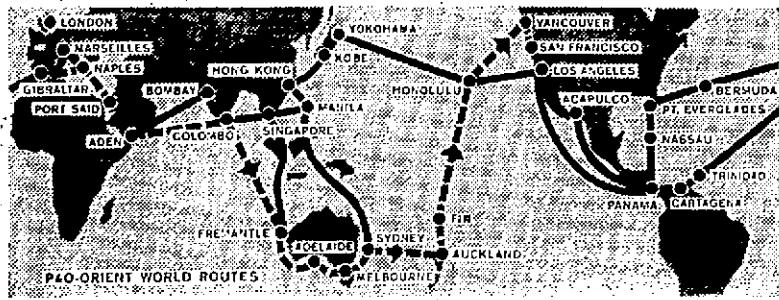 LONDON
MARSEILLES
NAPLES
GIBRALTAR
PORT SAID
ADEN
BOMBAY
COLOMBO
HONG KONG
SINGAPORE
MANILA
YOKOHAMA
KOBE
HONOLULU
VANCOUVER
SAN FRANCISCO
LOS ANGELES
ACAPULCO
BERMUDA
PT. EVERGLADES
NASSAU
TRINIDAD
PANAMA
CARTAGENA
FREMANTLE
ADELAIDE
MELBOURNE
SYDNEY
AUCKLAND
FIJI
P&O-ORIENT WORLD ROUTES